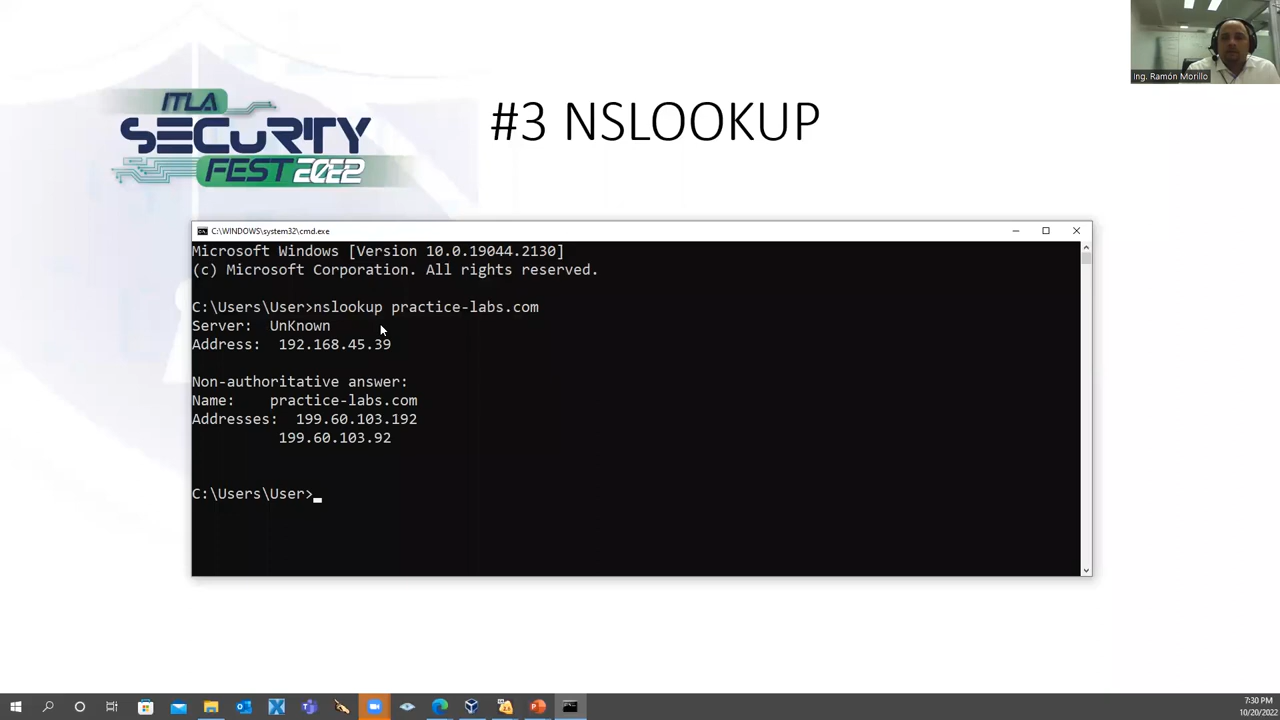 Ing. Ramón Morillo
ITLA
SECURITY
FEST 2022
#3 NSLOOKUP
C:\WINDOWS\system32\cmd.exe
Microsoft Windows [Version 10.0.19044.2130]
(c) Microsoft Corporation. All rights reserved.
C:\Users\User>nslookup practice-labs.com
Server:  UnKnown
Address:  192.168.45.39
Non-authoritative answer:
Name:    practice-labs.com
Addresses:  199.60.103.192
199.60.103.92
C:\Users\User>
7:30 PM
10/20/2022